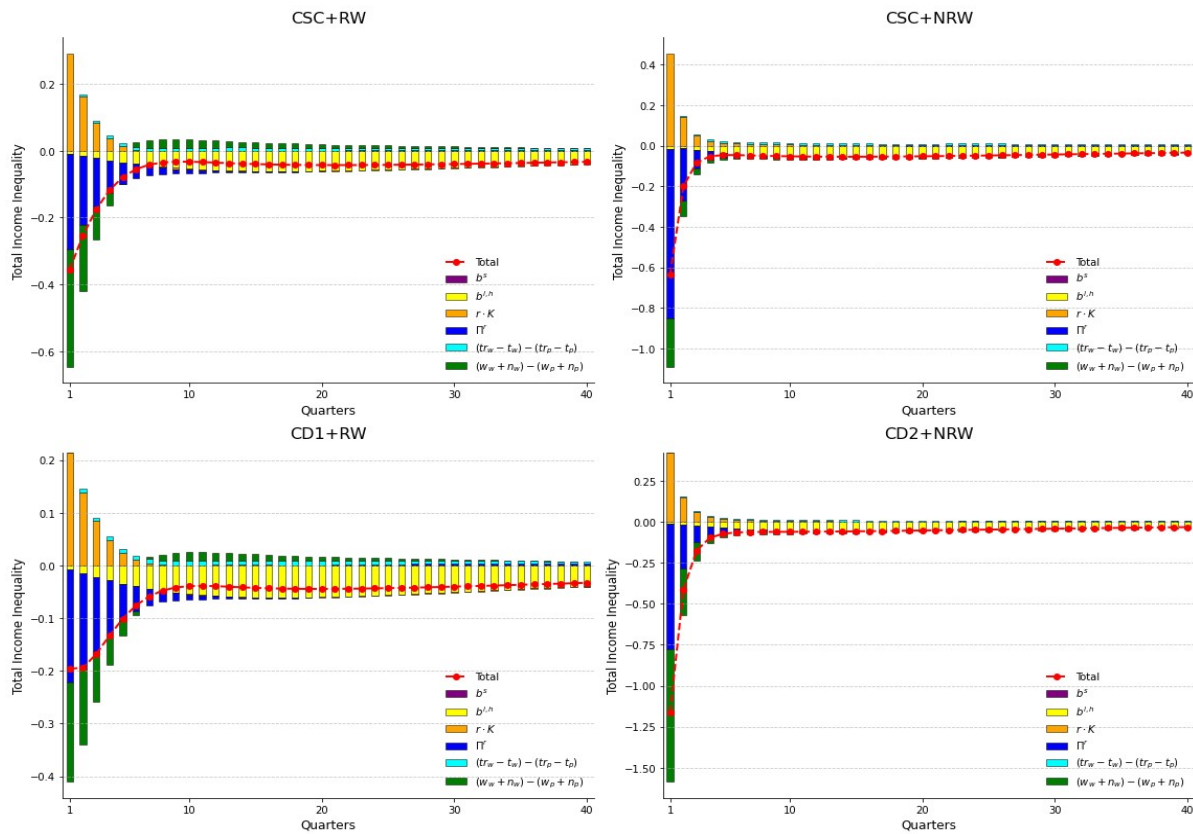 CSC+RW
Total Income Inequality
0.2
0.0
−0.2
−0.4
−0.6
Total
b^s
b^{l,h}
r · K
Π^r
(tr_w − t_w) − (tr_p − t_p)
(w_w + n_w) − (w_p + n_p)
1
10
20
30
40
Quarters
CSC+NRW
Total Income Inequality
0.4
0.2
0.0
−0.2
−0.4
−0.6
−0.8
−1.0
Total
b^s
b^{l,h}
r · K
Π^r
(tr_w − t_w) − (tr_p − t_p)
(w_w + n_w) − (w_p + n_p)
1
10
20
30
40
Quarters
CD1+RW
Total Income Inequality
0.2
0.1
0.0
−0.1
−0.2
−0.3
−0.4
Total
b^s
b^{l,h}
r · K
Π^r
(tr_w − t_w) − (tr_p − t_p)
(w_w + n_w) − (w_p + n_p)
1
10
20
30
40
Quarters
CD2+NRW
Total Income Inequality
0.25
0.00
−0.25
−0.50
−0.75
−1.00
−1.25
−1.50
Total
b^s
b^{l,h}
r · K
Π^r
(tr_w − t_w) − (tr_p − t_p)
(w_w + n_w) − (w_p + n_p)
1
10
20
30
40
Quarters